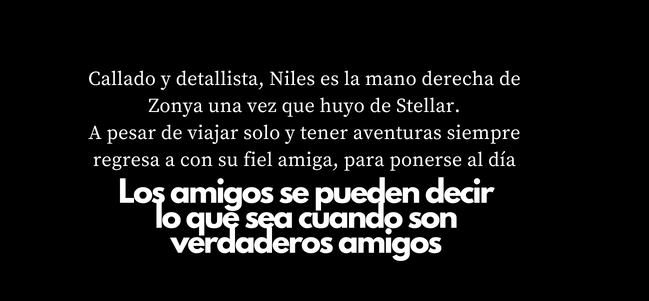 Callado y detallista, Niles es la mano derecha de
Zonya una vez que huyo de Stellar.
A pesar de viajar solo y tener aventuras siempre
regresa a con su fiel amiga, para ponerse al día
Los amigos se pueden decir
lo que sea cuando son
verdaderos amigos